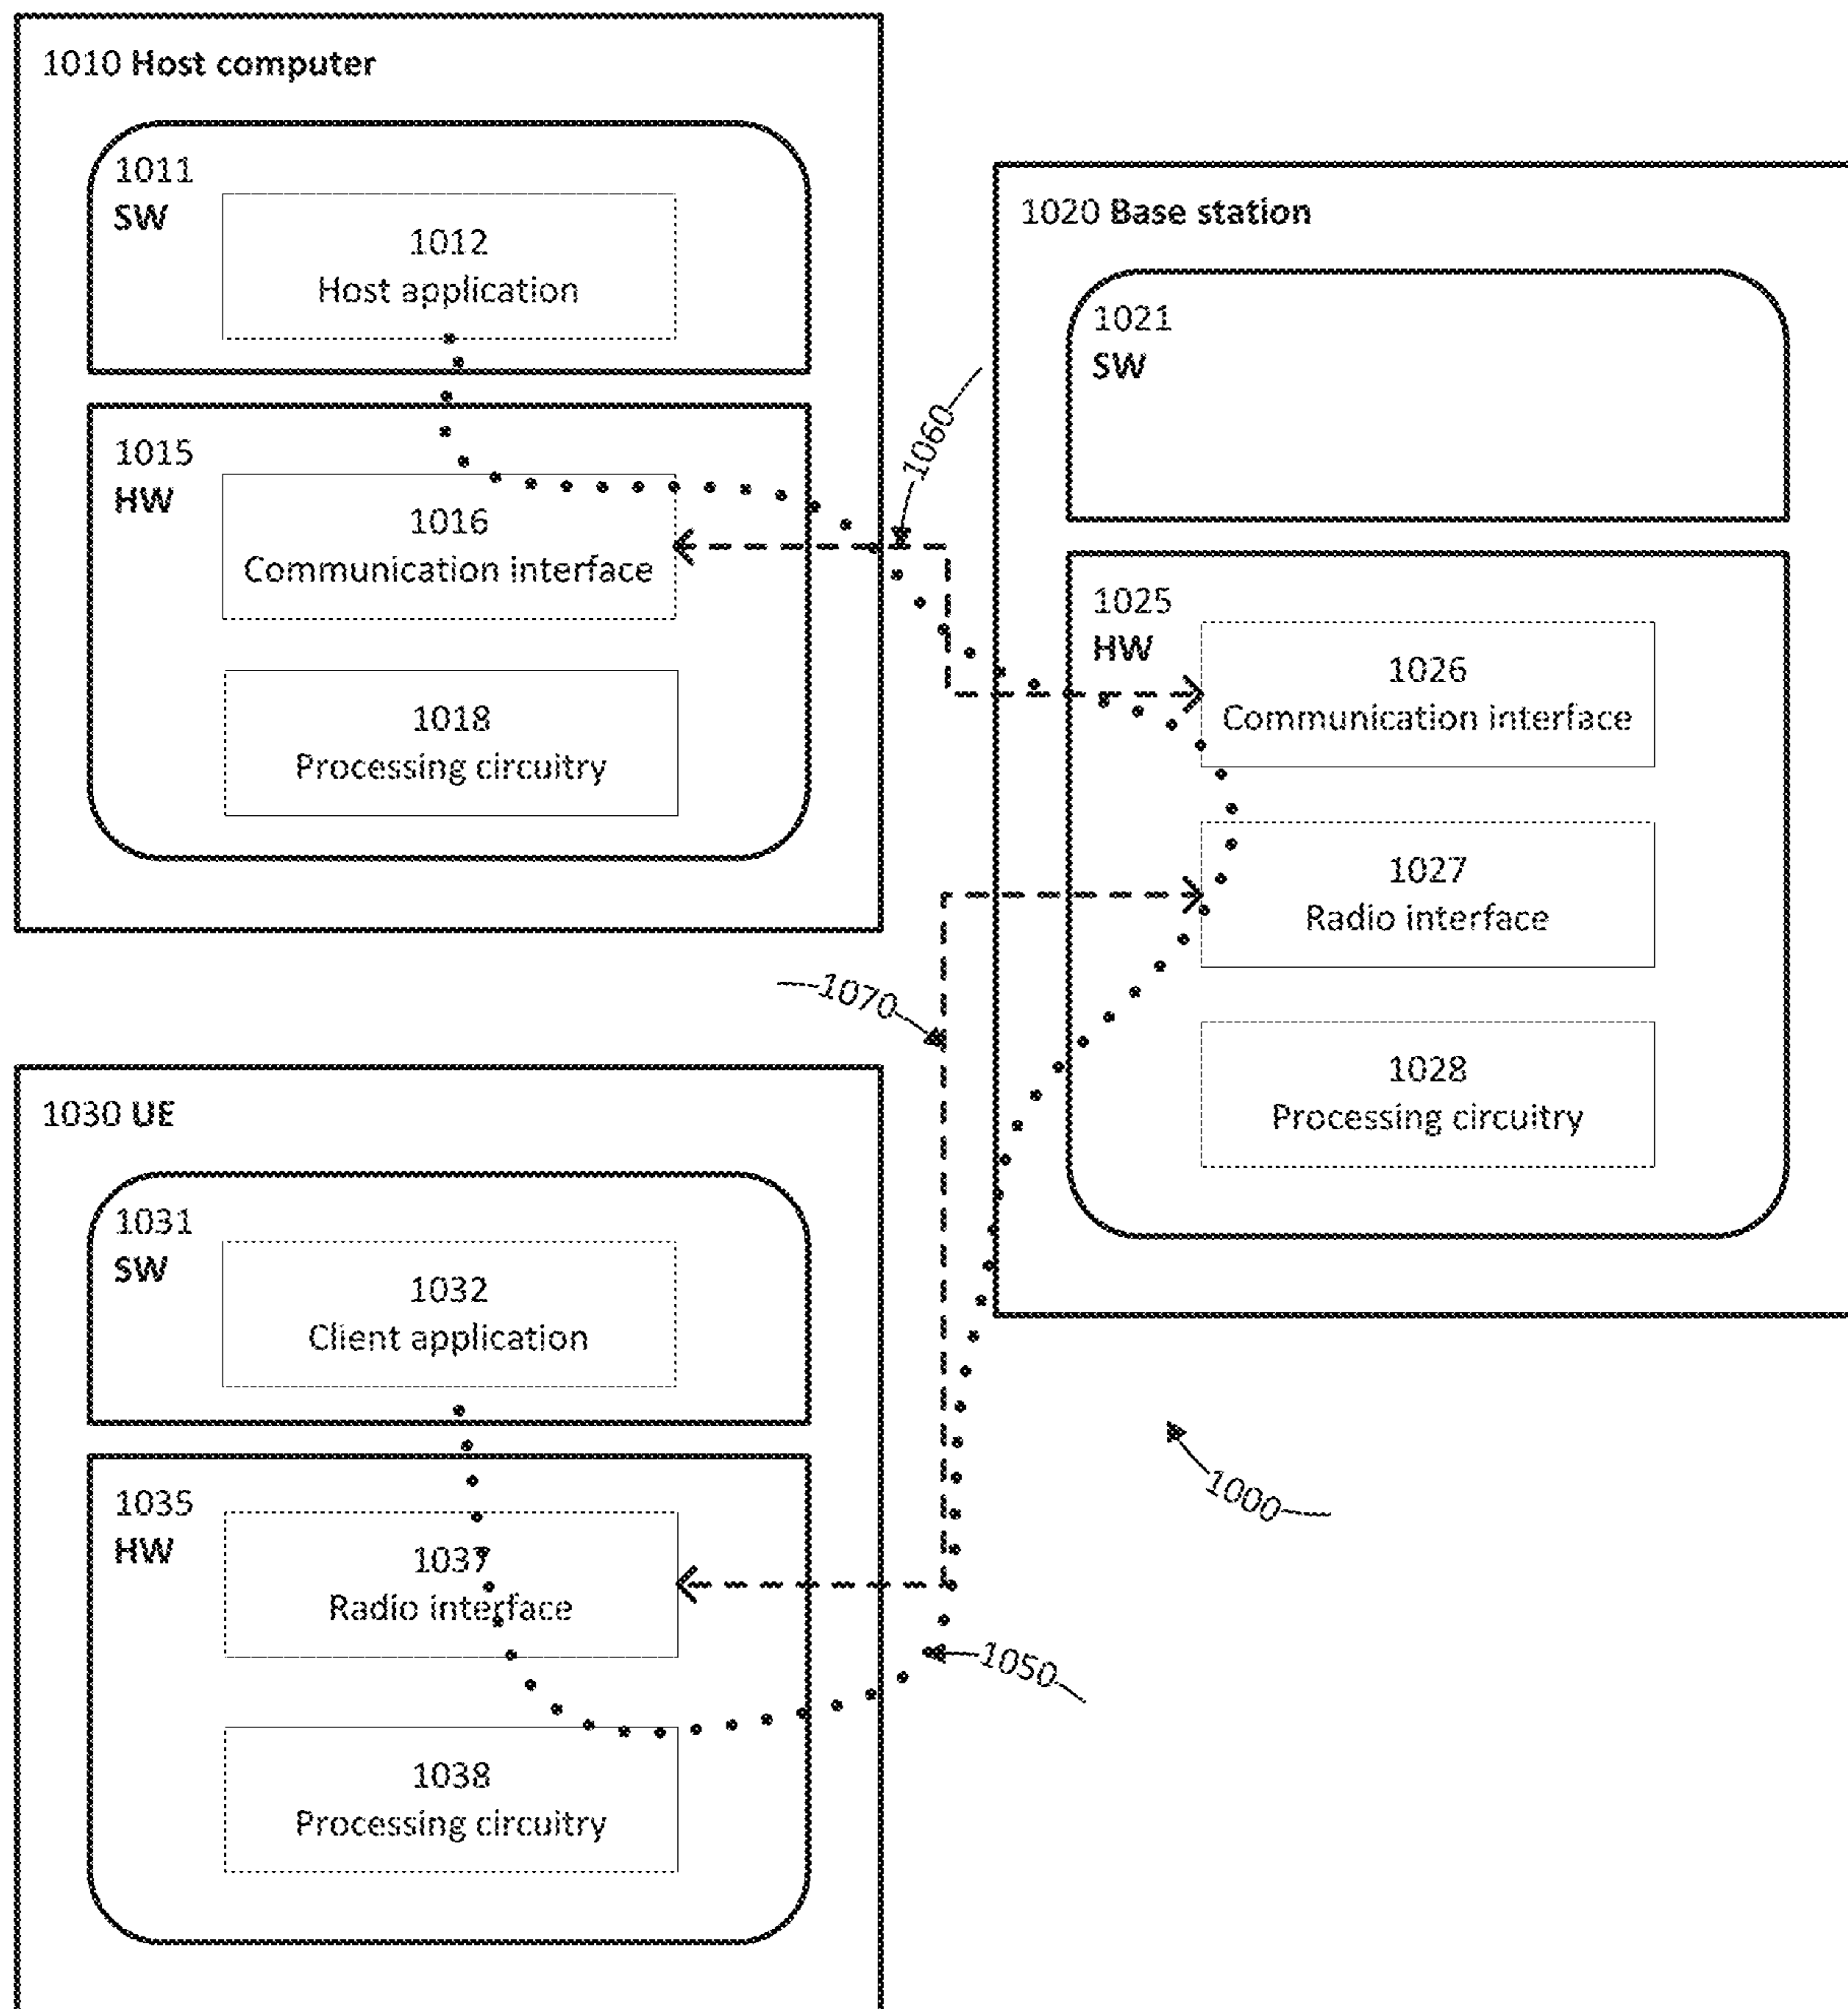 1010 Host computer
1011
SW
1012
Host application
1015
HW
1016
Communication interface
1018
Processing circuitry
1060
1020 Base station
1021
SW
1025
HW
1026
Communication interface
1027
Radio interface
1028
Processing circuitry
1070
1030 UE
1031
SW
1032
Client application
1035
HW
1037
Radio interface
1038
Processing circuitry
1050
1000